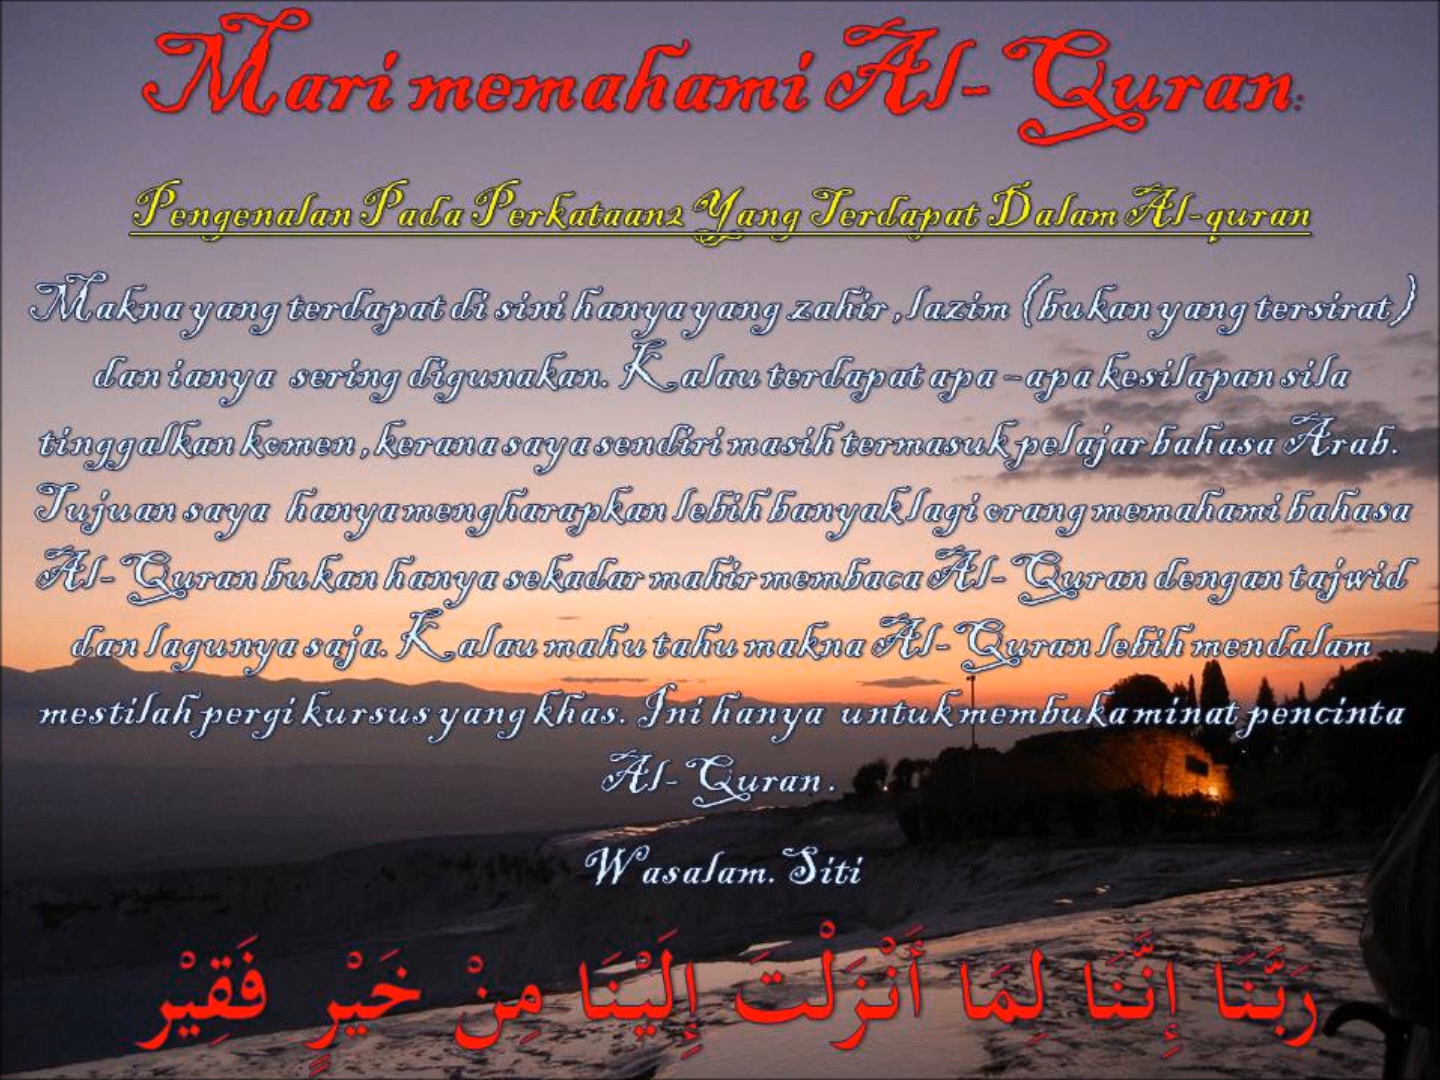 Mari memahami Al-Quran:
Pengenalan Pada Perkataan2 Yang Terdapat Dalam Al-quran
Makna yang terdapat di sini hanya yang zahir, lazim (bukan yang tersirat)
dan ianya sering digunakan. Kalau terdapat apa-apa kesilapan sila
tinggalkan komen, kerana saya sendiri masih termasuk pelajar bahasa Arab.
Tujuan saya hanya mengharapkan lebih banyak lagi orang memahami bahasa
Al-Quran bukan hanya sekadar mahir membaca Al-Quran dengan tajwid
dan lagunya saja. Kalau mahu tahu makna Al-Quran lebih mendalam
mestilah pergi kursus yang khas. Ini hanya untuk membuka minat pencinta
Al-Quran.
Wasalam. Siti
رَبَّنَا إِنَّنَا لِمَا أَنْزَلْتَ إِلَيْنَا مِنْ خَيْرٍ فَقِيْر